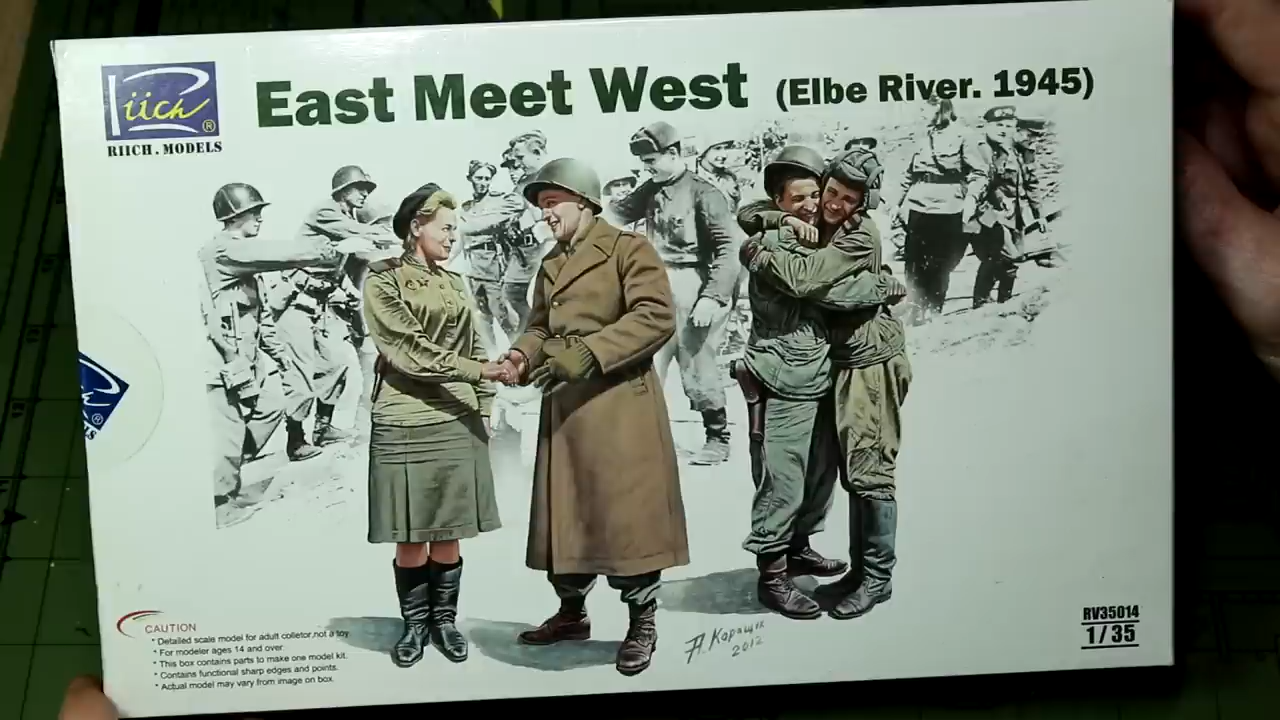 East Meet West (Elbe River. 1945)
Riich ®
RIICH.MODELS
CAUTION
* Detailed scale model for adult colletor,not a toy
* For modeler ages 14 and over
* This box contains parts to make one model kit.
* Contains functional sharp edges and points.
* Actual model may vary from image on box.
А.Каращук
2012
RV35014
1/35